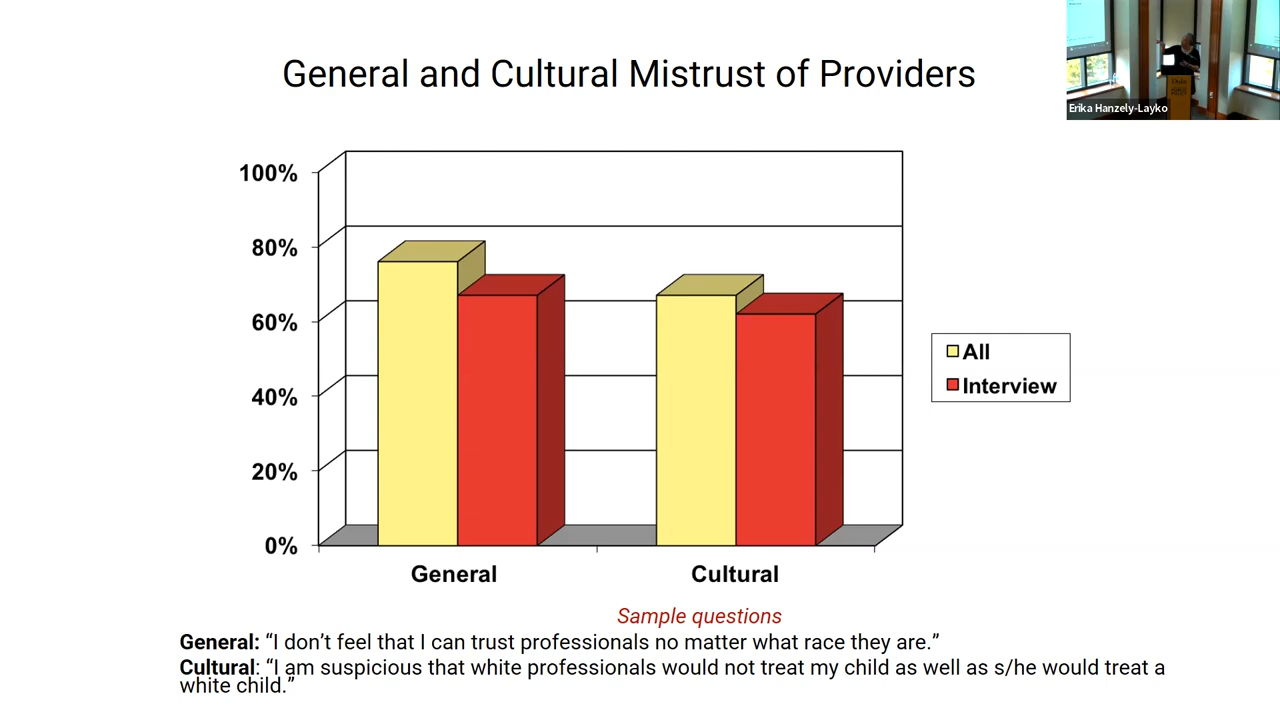 General and Cultural Mistrust of Providers
Erika Hanzely-Layko
100%
80%
60%
40%
20%
0%
General
Cultural
All
Interview
Sample questions
General: “I don’t feel that I can trust professionals no matter what race they are.”
Cultural: “I am suspicious that white professionals would not treat my child as well as s/he would treat a
white child.”